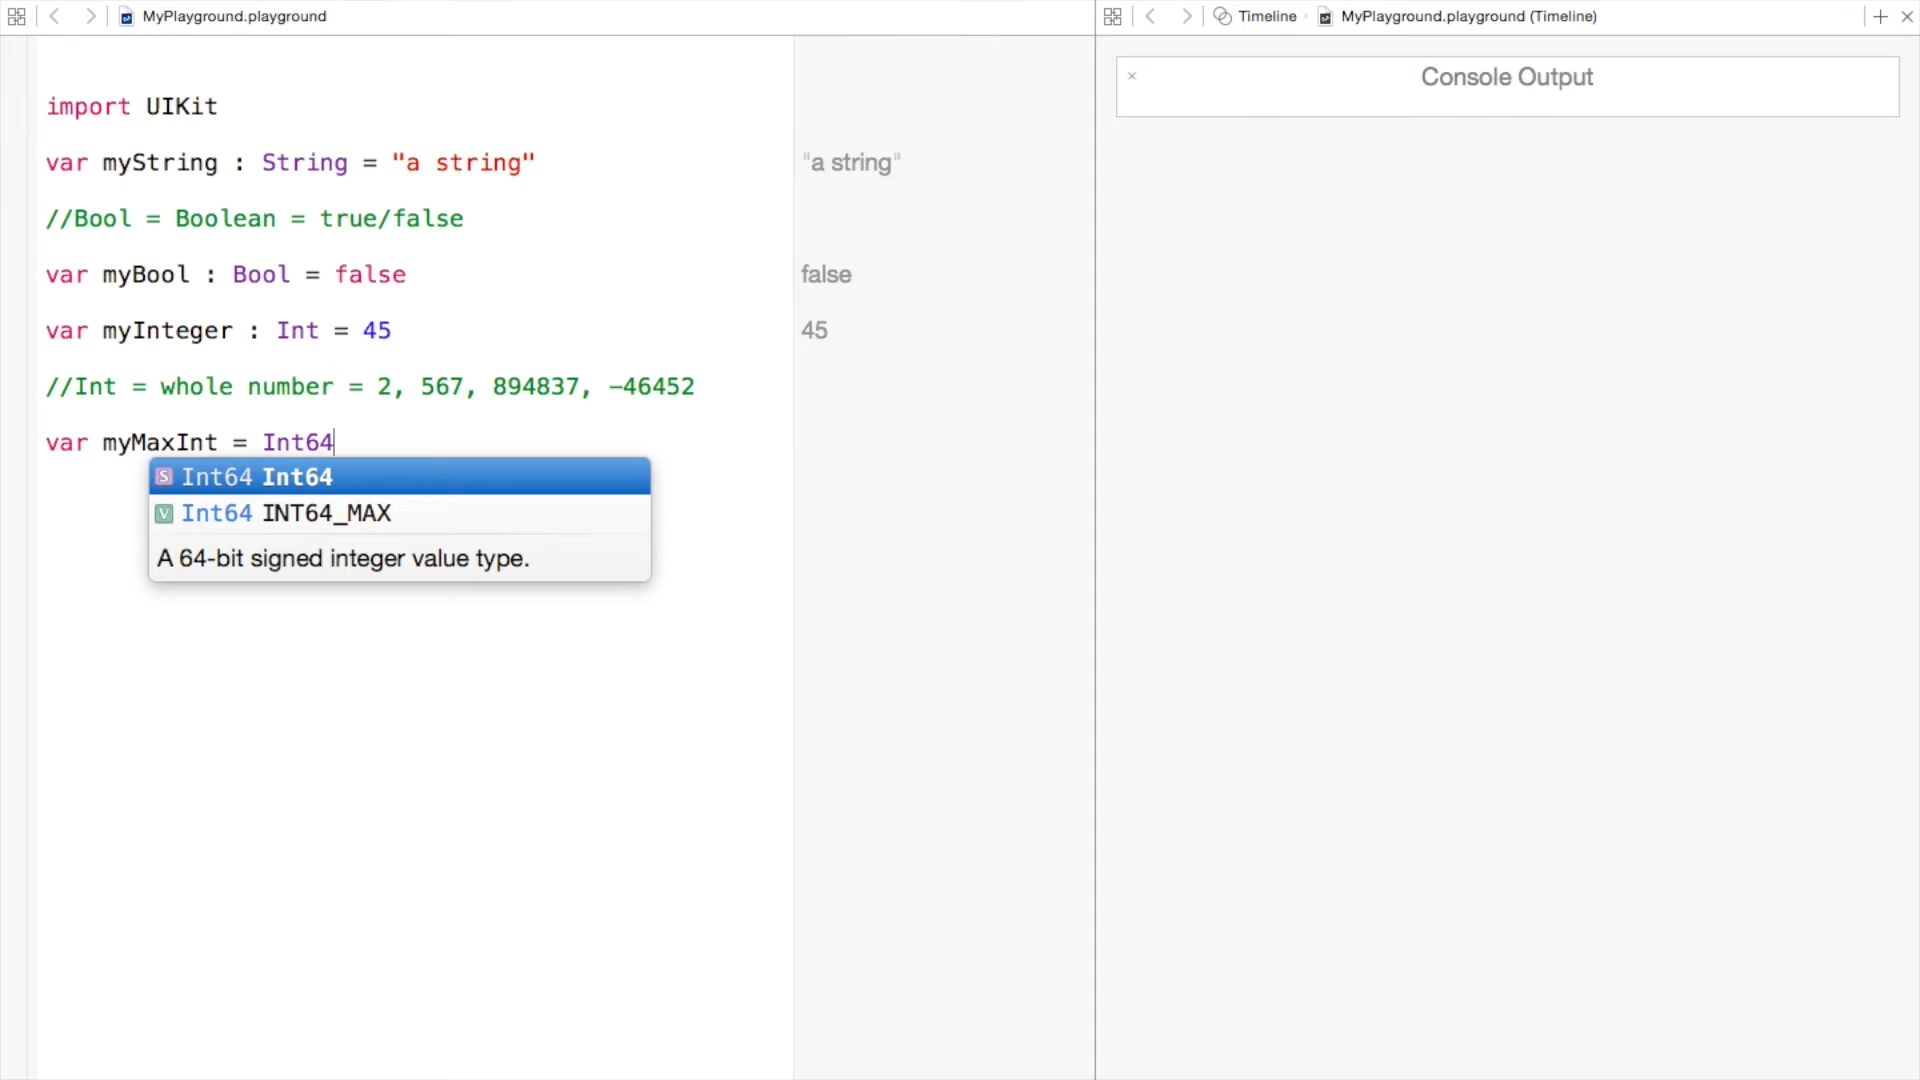 MyPlayground.playground
Timeline MyPlayground.playground (Timeline)
Console Output
import UIKit
var myString : String = "a string"
"a string"
//Bool = Boolean = true/false
var myBool : Bool = false
false
var myInteger : Int = 45
45
//Int = whole number = 2, 567, 894837, -46452
var myMaxInt = Int64
S Int64 Int64
V Int64 INT64_MAX
A 64-bit signed integer value type.